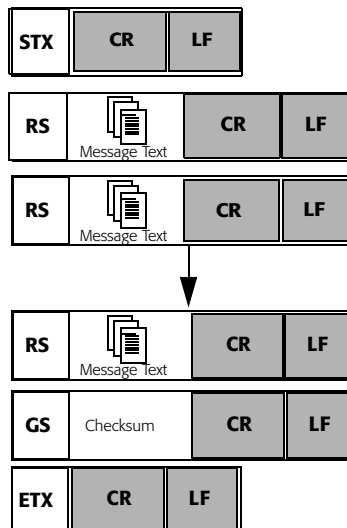 STX CR LF
RS Message Text CR LF
RS Message Text CR LF
RS Message Text CR LF
GS Checksum CR LF
ETX CR LF